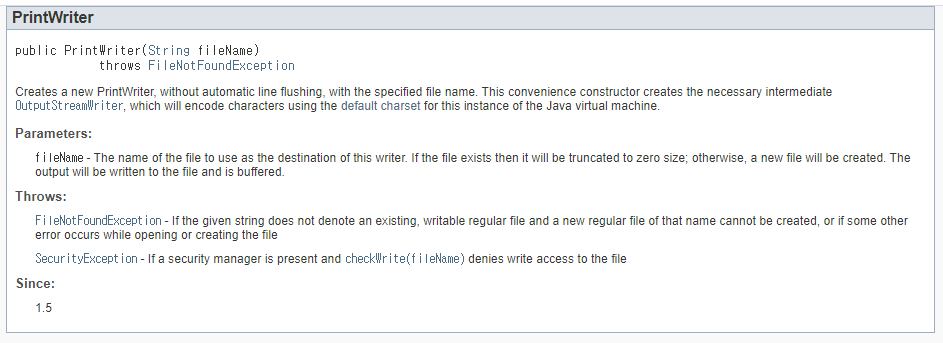 PrintWriter
public PrintWriter(String fileName)
throws FileNotFoundException
Creates a new PrintWriter, without automatic line flushing, with the specified file name. This convenience constructor creates the necessary intermediate
OutputStreamWriter, which will encode characters using the default charset for this instance of the Java virtual machine.
Parameters:
fileName - The name of the file to use as the destination of this writer. If the file exists then it will be truncated to zero size; otherwise, a new file will be created. The
output will be written to the file and is buffered.
Throws:
FileNotFoundException - If the given string does not denote an existing, writable regular file and a new regular file of that name cannot be created, or if some other
error occurs while opening or creating the file
SecurityException - If a security manager is present and checkWrite(fileName) denies write access to the file
Since:
1.5